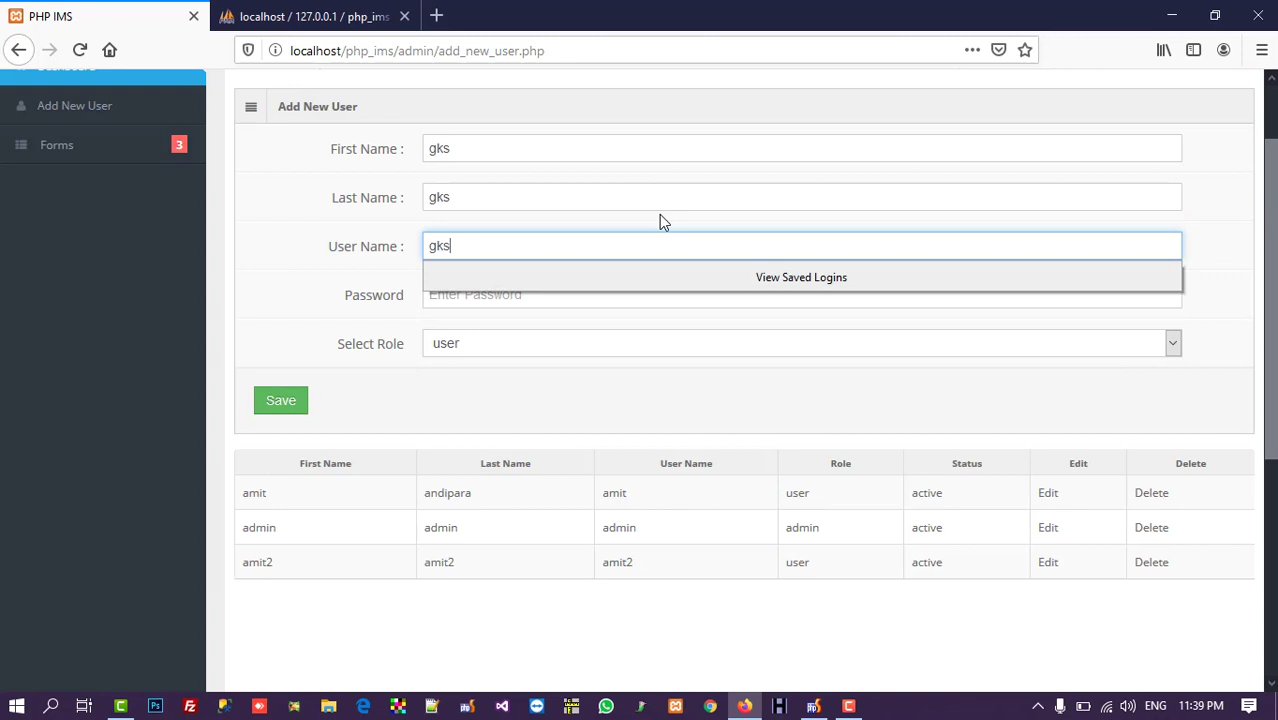 PHP IMS
localhost / 127.0.0.1 / php_ims
localhost/php_ims/admin/add_new_user.php
Add New User
Forms
3
Add New User
First Name :
gks
Last Name :
gks
User Name :
gks
View Saved Logins
Password
Enter Password
Select Role
user
Save
First Name Last Name User Name Role Status Edit Delete
amit andipara amit user active Edit Delete
admin admin admin admin active Edit Delete
amit2 amit2 amit2 user active Edit Delete
ENG 11:39 PM